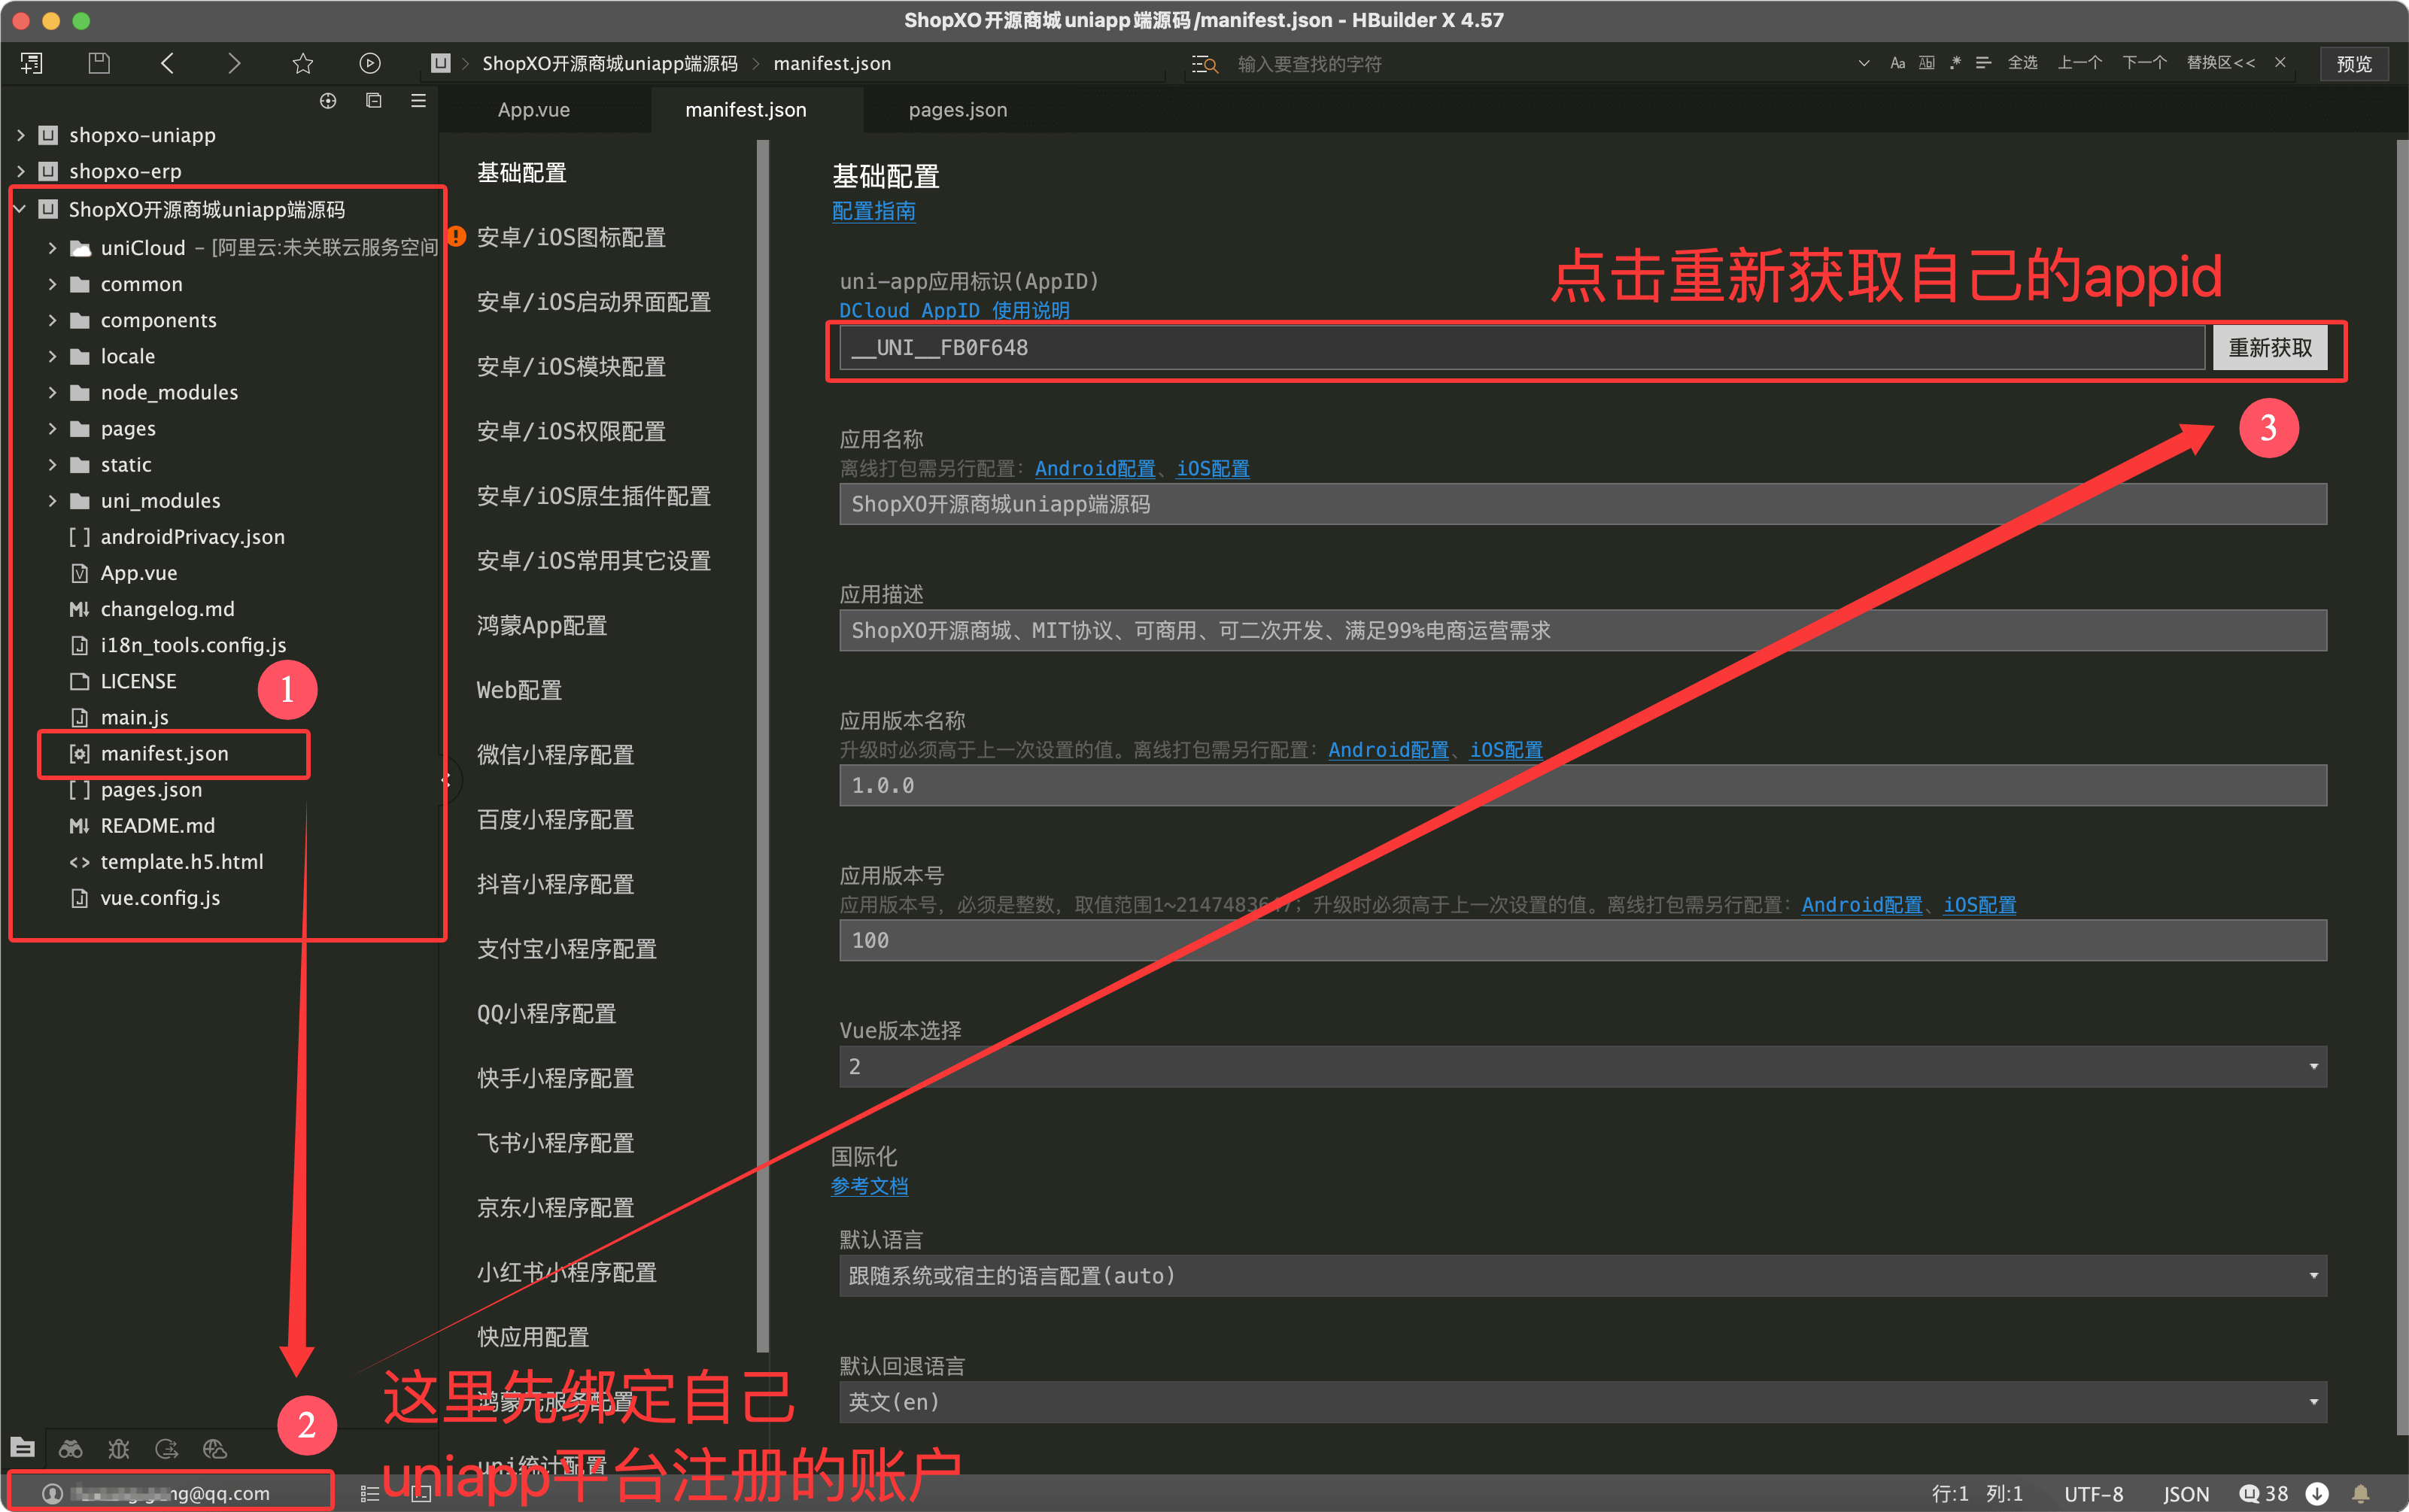 ShopXO开源商城uniapp端源码/manifest.json - HBuilder X 4.57
ShopXO开源商城uniapp端源码
manifest.json
输入要查找的字符
Aa
全选
上一个
下一个
替换区<<
预览
App.vue
manifest.json
pages.json
shopxo-uniapp
shopxo-erp
ShopXO开源商城uniapp端源码
uniCloud - [阿里云:未关联云服务空间
common
components
locale
node_modules
pages
static
uni_modules
androidPrivacy.json
App.vue
changelog.md
i18n_tools.config.js
LICENSE
1
main.js
manifest.json
pages.json
README.md
template.h5.html
vue.config.js
2
ng@qq.com
基础配置
安卓/iOS图标配置
安卓/iOS启动界面配置
安卓/iOS模块配置
安卓/iOS权限配置
安卓/iOS原生插件配置
安卓/iOS常用其它设置
鸿蒙App配置
Web配置
微信小程序配置
百度小程序配置
抖音小程序配置
支付宝小程序配置
QQ小程序配置
快手小程序配置
飞书小程序配置
京东小程序配置
小红书小程序配置
快应用配置
鸿蒙元服务配置
uni统计配置
这里先绑定自己
uniapp平台注册的账户
基础配置
配置指南
点击重新获取自己的appid
uni-app应用标识(AppID)
DCloud AppID 使用说明
__UNI__FB0F648
重新获取
3
应用名称
离线打包需另行配置：Android配置、iOS配置
ShopXO开源商城uniapp端源码
应用描述
ShopXO开源商城、MIT协议、可商用、可二次开发、满足99%电商运营需求
应用版本名称
升级时必须高于上一次设置的值。离线打包需另行配置：Android配置、iOS配置
1.0.0
应用版本号
应用版本号，必须是整数，取值范围1~2147483647；升级时必须高于上一次设置的值。离线打包需另行配置：Android配置、iOS配置
100
Vue版本选择
2
国际化
参考文档
默认语言
跟随系统或宿主的语言配置(auto)
默认回退语言
英文(en)
行:1 列:1
UTF-8
JSON
38